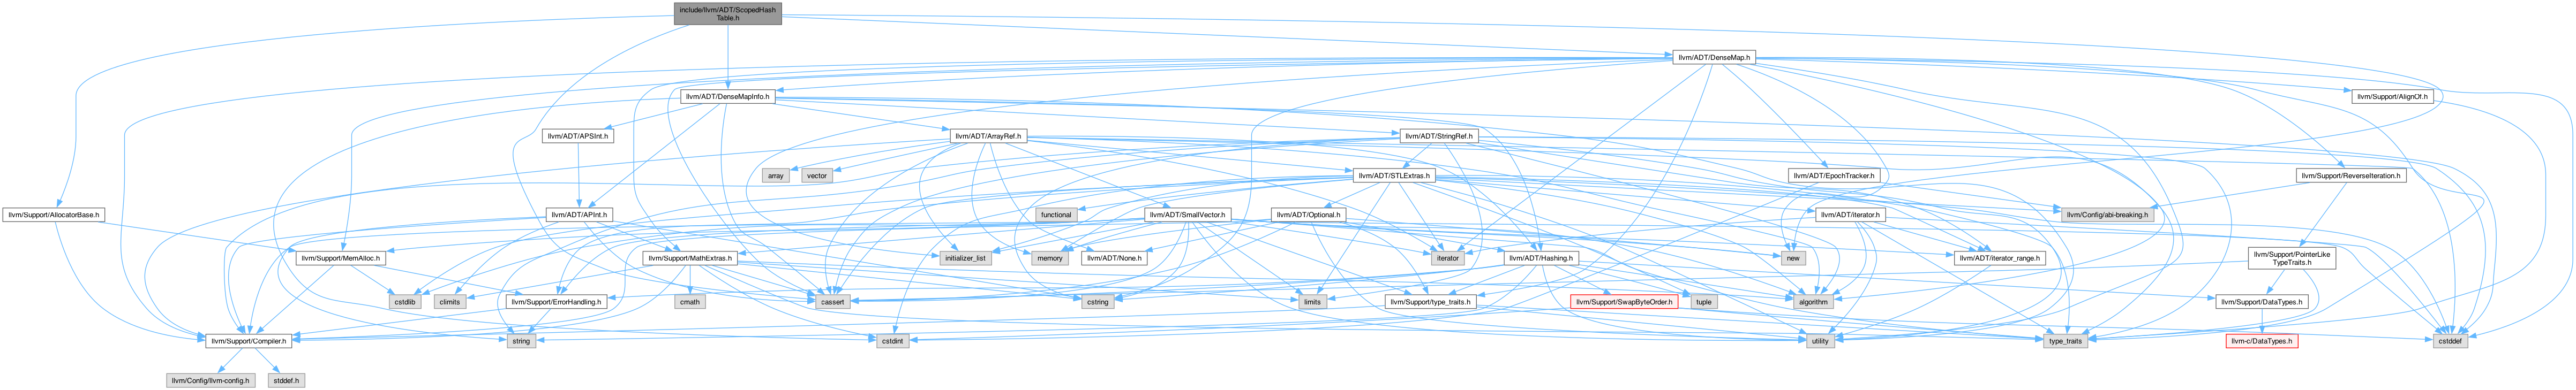 include/llvm/ADT/ScopedHash
Table.h
llvm/ADT/DenseMap.h
llvm/ADT/DenseMapInfo.h
llvm/Support/AlignOf.h
llvm/ADT/APSInt.h
llvm/ADT/ArrayRef.h
llvm/ADT/StringRef.h
array
vector
llvm/ADT/STLExtras.h
llvm/ADT/EpochTracker.h
llvm/Support/ReverseIteration.h
llvm/Support/AllocatorBase.h
llvm/ADT/APInt.h
functional
llvm/ADT/SmallVector.h
llvm/ADT/Optional.h
llvm/ADT/iterator.h
llvm/Config/abi-breaking.h
llvm/Support/MemAlloc.h
llvm/Support/MathExtras.h
initializer_list
memory
llvm/ADT/None.h
iterator
llvm/ADT/Hashing.h
new
llvm/ADT/iterator_range.h
llvm/Support/PointerLike
TypeTraits.h
cstdlib
climits
llvm/Support/ErrorHandling.h
cmath
cassert
cstring
limits
llvm/Support/type_traits.h
llvm/Support/SwapByteOrder.h
tuple
algorithm
llvm/Support/DataTypes.h
llvm/Support/Compiler.h
string
cstdint
utility
type_traits
llvm-c/DataTypes.h
cstddef
llvm/Config/llvm-config.h
stddef.h